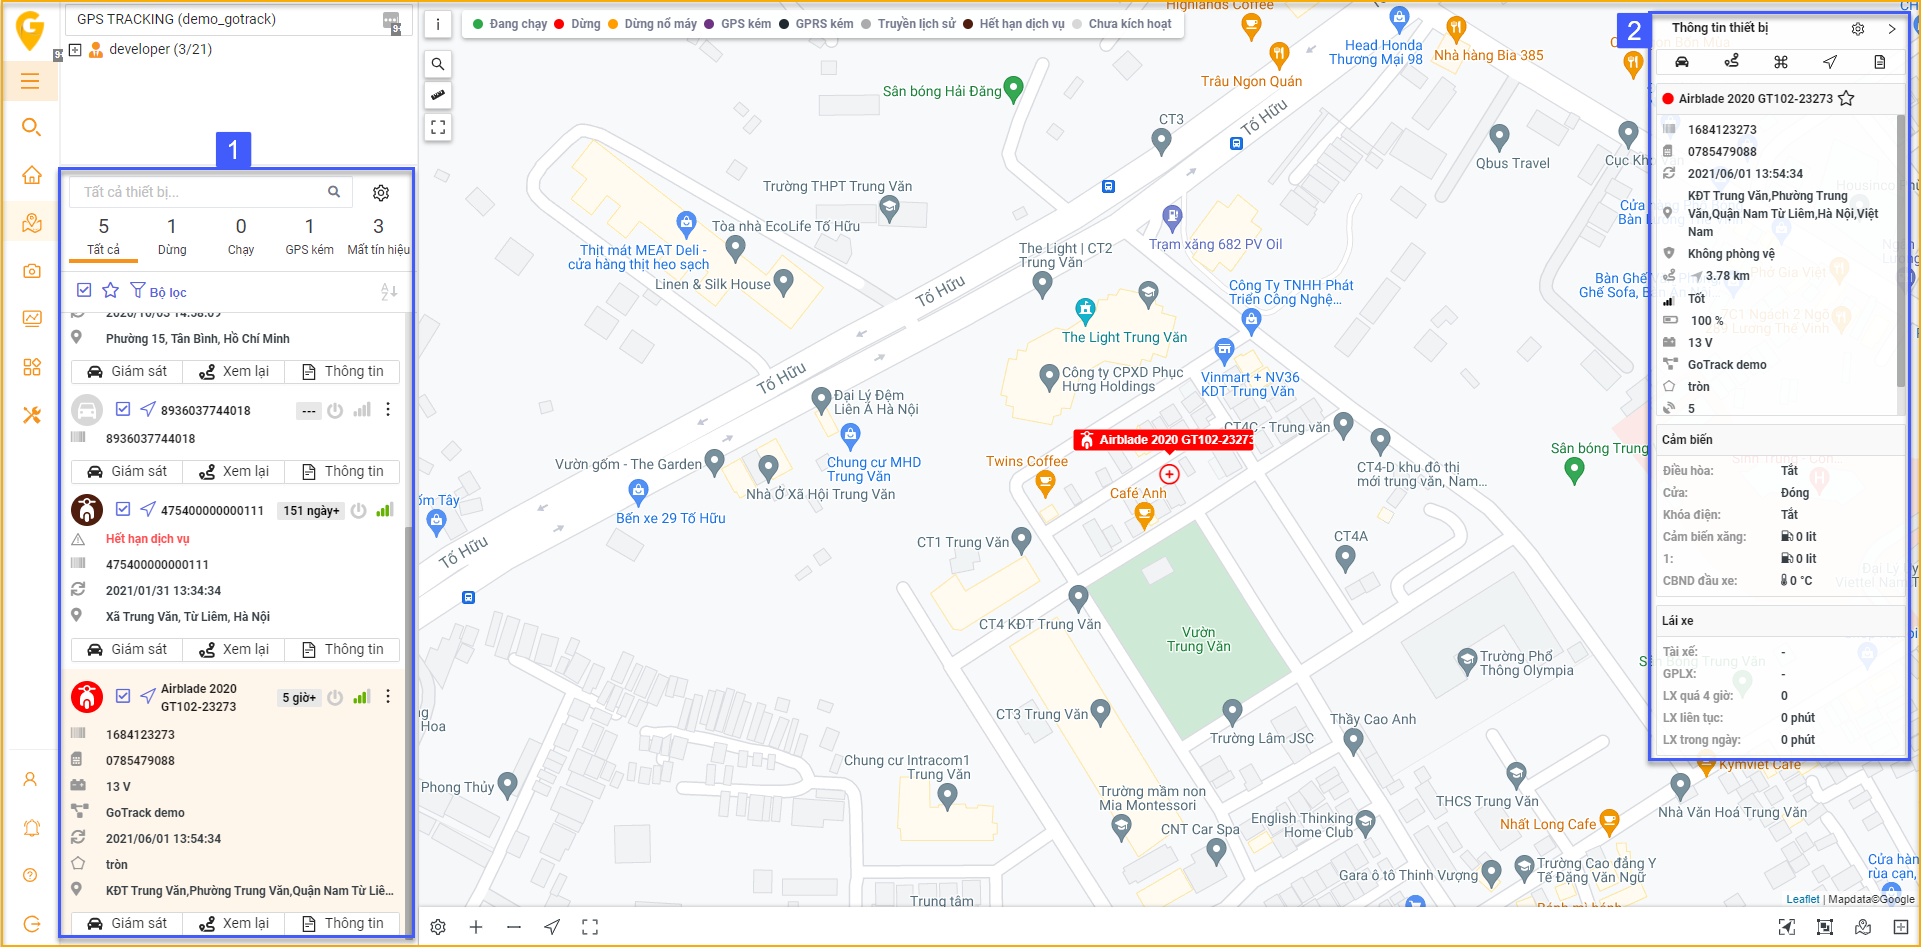 GPS TRACKING (demo_gotrack)
developer (3/21)
1
Tất cả thiết bị...
5 1 0 1 3
Tất cả Dừng Chạy GPS kém Mất tín hiệu
Bộ lọc
2020/10/03 14:38:09
Phường 15, Tân Bình, Hồ Chí Minh
Giám sát Xem lại Thông tin
8936037744018 ---
8936037744018
Giám sát Xem lại Thông tin
475400000000111 151 ngày+
Hết hạn dịch vụ
475400000000111
2021/01/31 13:34:34
Xã Trung Văn, Từ Liêm, Hà Nội
Giám sát Xem lại Thông tin
Airblade 2020
GT102-23273 5 giờ+
1684123273
0785479088
13 V
GoTrack demo
2021/06/01 13:54:34
tròn
KĐT Trung Văn,Phường Trung Văn,Quận Nam Từ Liê...
Giám sát Xem lại Thông tin
Đang chạy Dừng Dừng nổ máy GPS kém GPRS kém Truyền lịch sử Hết hạn dịch vụ Chưa kích hoạt
Highlands Coffee
Head Honda
Thương Mại 98
Nhà hàng Bia 385
Trâu Ngon Quán
Sân bóng Hải Đăng
CT3
Tố Hữu
Qbus Travel
Trường THPT Trung Văn
Tòa nhà EcoLife Tố Hữu
Thịt mát MEAT Deli -
cửa hàng thịt heo sạch
Linen & Silk House
Trạm xăng 682 PV Oil
The Light | CT2
Trung Văn
Tố Hữu
Công Ty TNHH Phát
Triển Công Nghệ...
The Light Trung Văn
Công ty CPXD Phục
Hưng Holdings
Vinmart + NV36
KDT Trung Văn
Tố Hữu
Đại Lý Đệm
Liên Á Hà Nội
CT4C - Trung văn
Airblade 2020 GT102-23273
Chung cư MHD
Trung Văn
Vườn gốm - The Garden
Nhà Ở Xã Hội Trung Văn
Twins Coffee
Café Anh
CT4-D khu đô thị
mới trung văn, Nam...
Sân bóng Trung
Bến xe 29 Tố Hữu
Tố Hữu
CT1 Trung Văn
CT4A
CT4 KĐT Trung Văn
Vườn
Trung Văn
Trường Phổ
Thông Olympia
CT3 Trung Văn
Trường Lâm JSC
Thầy Cao Anh
Chung cư Intracom1
Trung Văn
Phong Thủy
Trường mầm non
Mia Montessori
THCS Trung Văn
Kymviet Cafe
Nhà Văn Hoá Trung Văn
English Thinking
Home Club
CNT Car Spa
Nhất Long Cafe
Gara ô tô Thinh Vượng
Trường Cao đẳng Y
Tế Đặng Văn Ngữ
Trung tâm
Cửa hàn
rùa cạn,
Leaflet | Mapdata©Google
2
Thông tin thiết bị
Airblade 2020 GT102-23273
1684123273
0785479088
2021/06/01 13:54:34
KĐT Trung Văn,Phường Trung
Văn,Quận Nam Từ Liêm,Hà Nội,Việt
Nam
Không phòng vệ
3.78 km
Tốt
100 %
13 V
GoTrack demo
tròn
5
Cảm biến
Điều hòa: Tắt
Cửa: Đóng
Khóa điện: Tắt
Cảm biến xăng: 0 lit
1: 0 lit
CBND đầu xe: 0 °C
Lái xe
Tài xế: -
GPLX: -
LX quá 4 giờ: 0
LX liên tục: 0 phút
LX trong ngày: 0 phút